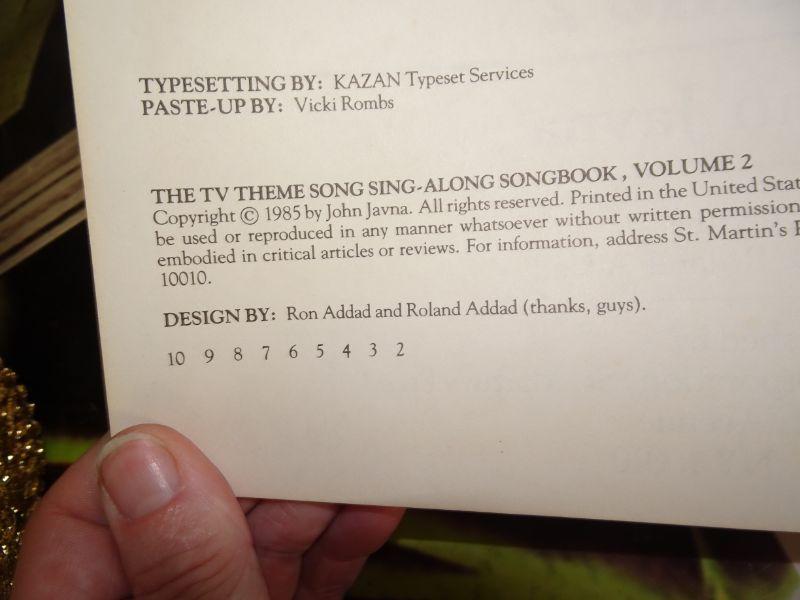 TYPESETTING BY: KAZAN Typeset Services
PASTE-UP BY: Vicki Rombs
THE TV THEME SONG SING-ALONG SONGBOOK, VOLUME 2
Copyright © 1985 by John Javna. All rights reserved. Printed in the United Stat
be used or reproduced in any manner whatsoever without written permission
embodied in critical articles or reviews. For information, address St. Martin's
10010.
DESIGN BY: Ron Addad and Roland Addad (thanks, guys).
10 9 8 7 6 5 4 3 2